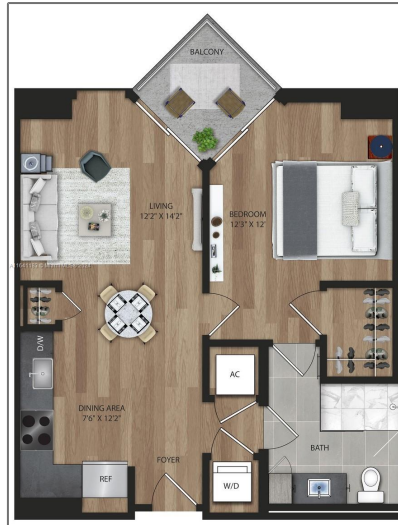 BALCONY
LIVING
12'2" X 14'2"
BEDROOM
12'3" X 12'
D/W
AC
DINING AREA
7'6" X 12'2"
BATH
FOYER
REF
W/D